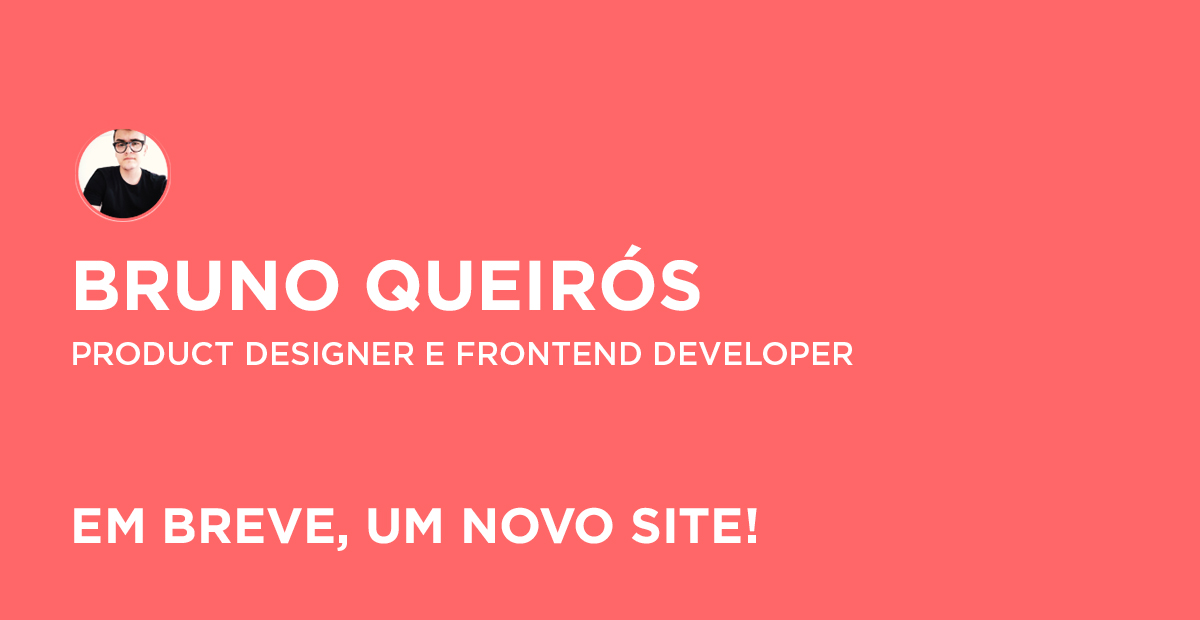 BRUNO QUEIRÓS
PRODUCT DESIGNER E FRONTEND DEVELOPER
EM BREVE, UM NOVO SITE!